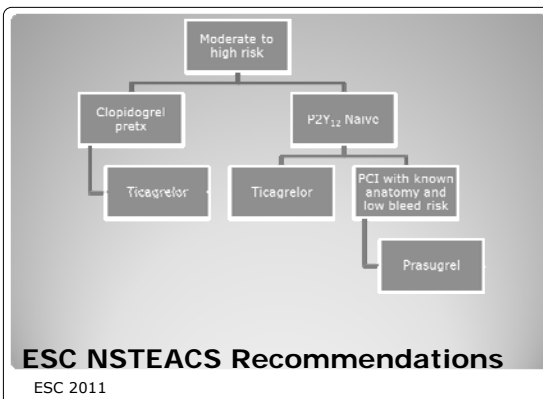 Moderate to
high risk
Clopidogrel
pretx
P2Y12 Naive
Ticagrelor
Ticagrelor
PCI with known
anatomy and
low bleed risk
Prasugrel
ESC NSTEACS Recommendations
ESC 2011